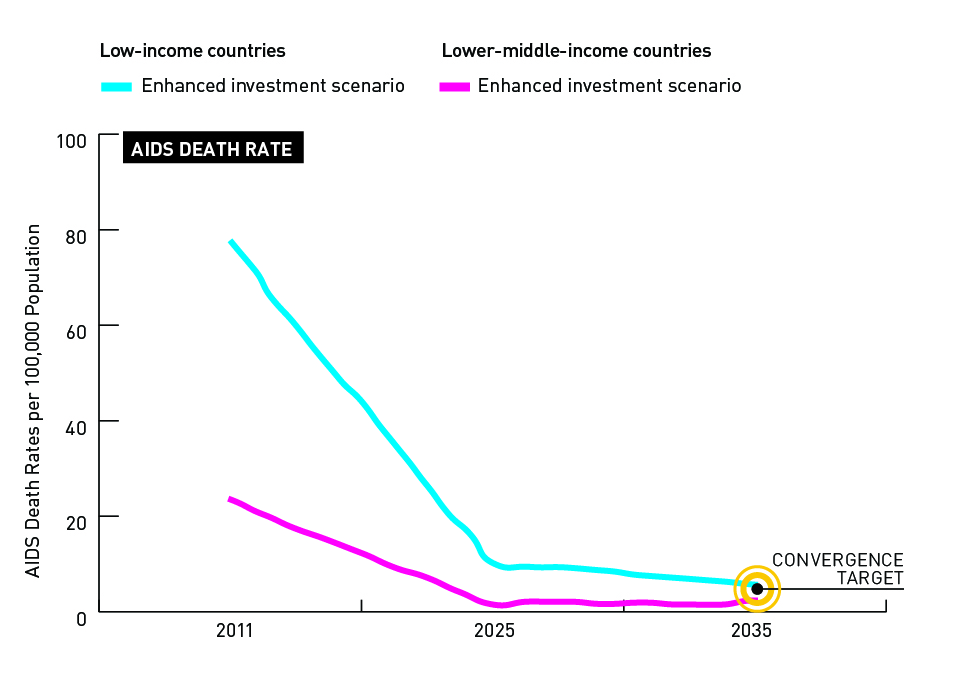 Low-income countries
Enhanced investment scenario
Lower-middle-income countries
Enhanced investment scenario
AIDS DEATH RATE
AIDS Death Rates per 100,000 Population
100
80
60
40
20
0
CONVERGENCE
TARGET
2011
2025
2035